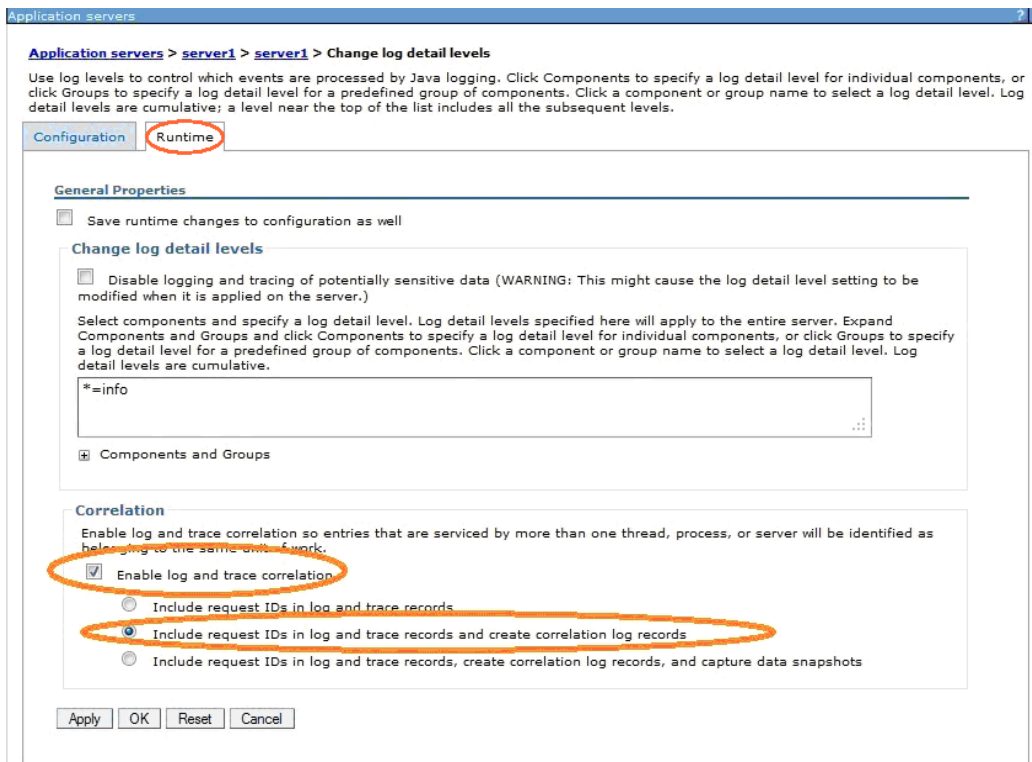 Application servers ?
Application servers > server1 > server1 > Change log detail levels
Use log levels to control which events are processed by Java logging. Click Components to specify a log detail level for individual components, or
click Groups to specify a log detail level for a predefined group of components. Click a component or group name to select a log detail level. Log
detail levels are cumulative; a level near the top of the list includes all the subsequent levels.
Configuration Runtime
General Properties
Save runtime changes to configuration as well
Change log detail levels
Disable logging and tracing of potentially sensitive data (WARNING: This might cause the log detail level setting to be
modified when it is applied on the server.)
Select components and specify a log detail level. Log detail levels specified here will apply to the entire server. Expand
Components and Groups and click Components to specify a log detail level for individual components, or click Groups to specify
a log detail level for a predefined group of components. Click a component or group name to select a log detail level. Log
detail levels are cumulative.
*=info
Components and Groups
Correlation
Enable log and trace correlation so entries that are serviced by more than one thread, process, or server will be identified as
belonging to the same unit of work.
Enable log and trace correlation
Include request IDs in log and trace records
Include request IDs in log and trace records and create correlation log records
Include request IDs in log and trace records, create correlation log records, and capture data snapshots
Apply OK Reset Cancel